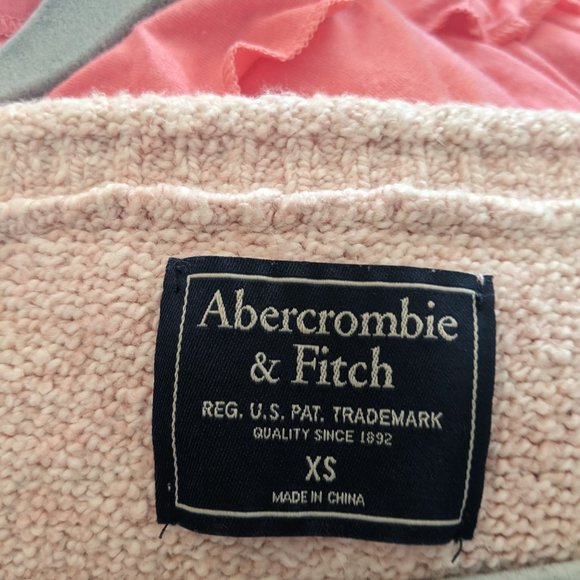 Abercrombie
& Fitch
REG. U.S. PAT. TRADEMARK
QUALITY SINCE 1892
XS
MADE IN CHINA